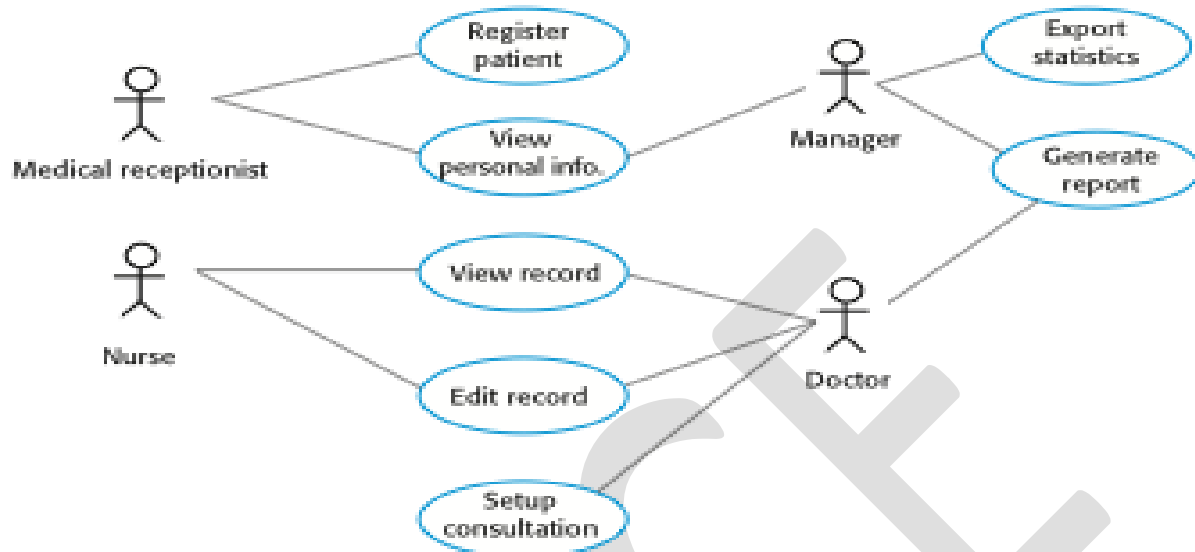 Register
patient
Export
statistics
Medical receptionist
View
personal info.
Manager
Generate
report
View record
Nurse
Edit record
Doctor
Setup
consultation